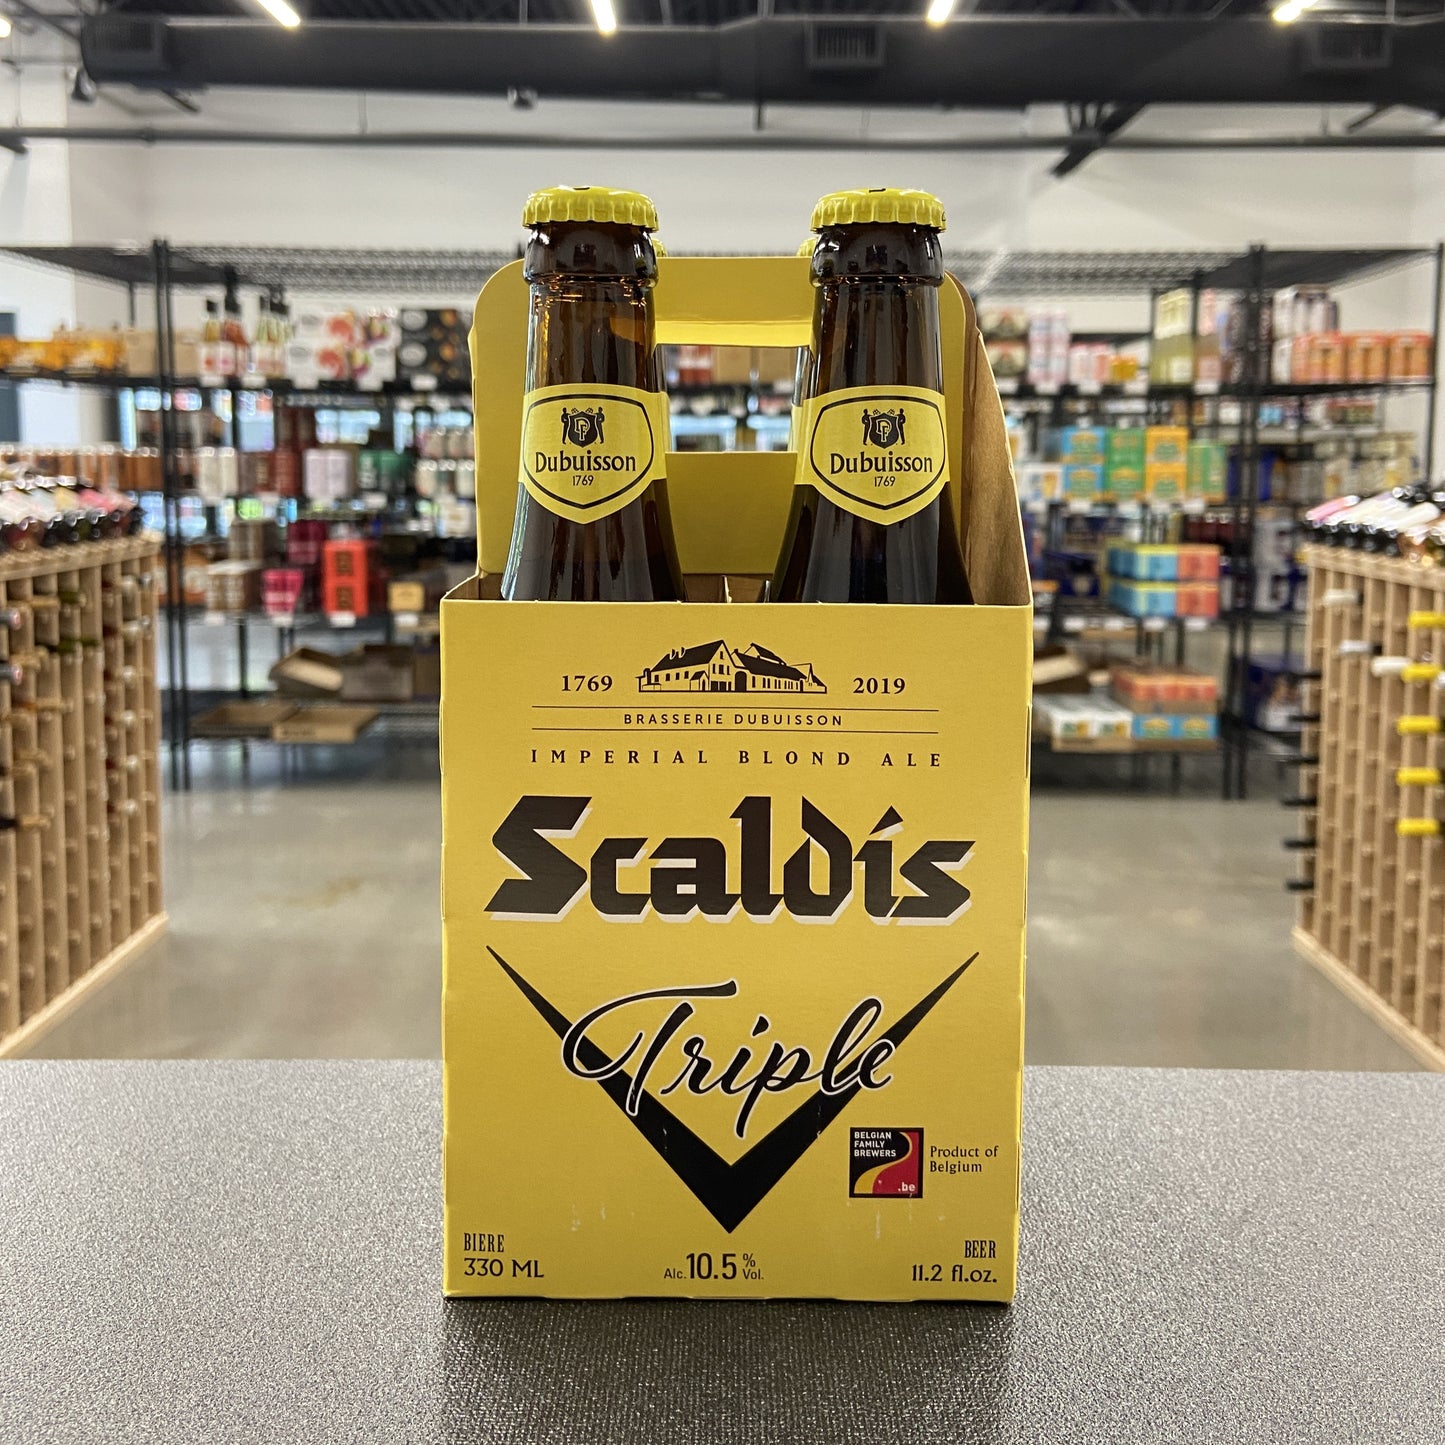 Dubuisson
1769
Dubuisson
1769
1769
2019
BRASSERIE DUBUISSON
IMPERIAL BLOND ALE
Scaldis
Triple
BELGIAN
FAMILY
BREWERS
.be
Product of
Belgium
BIERE
330 ML
Alc. 10.5 % Vol.
BEER
11.2 fl.oz.